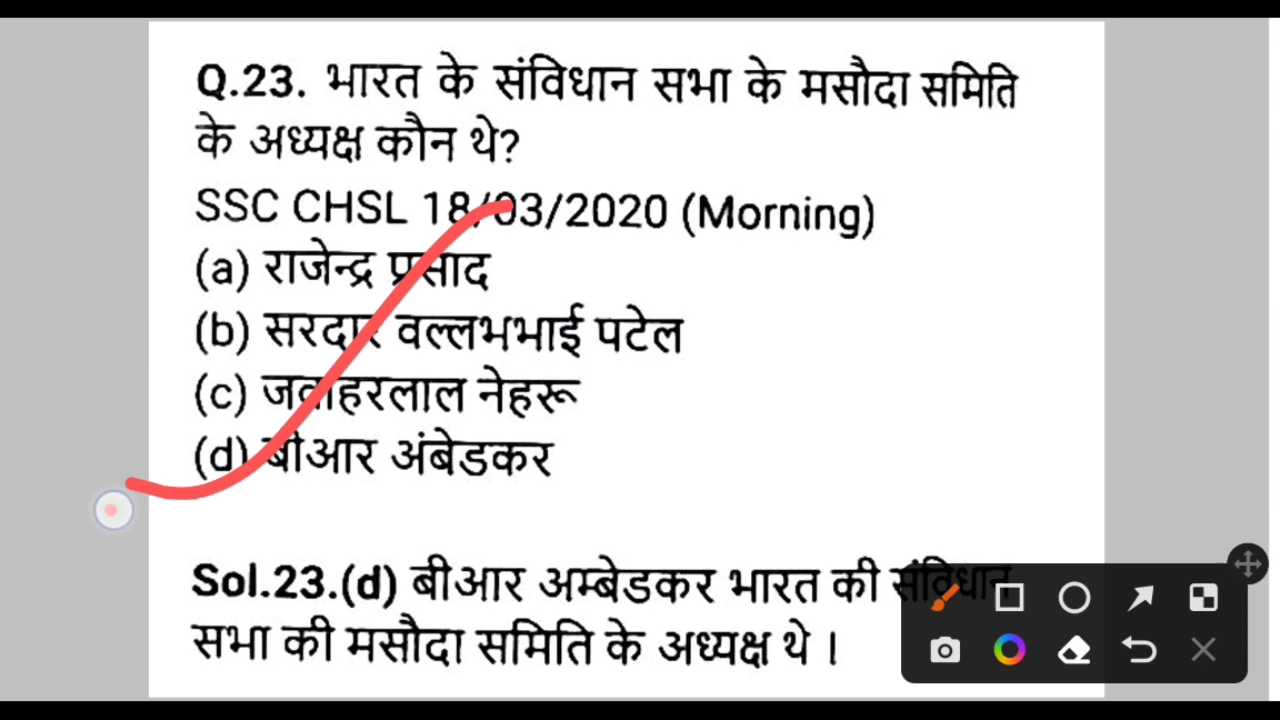 Q.23. भारत के संविधान सभा के मसौदा समिति
के अध्यक्ष कौन थे?
SSC CHSL 18/03/2020 (Morning)
(a) राजेन्द्र प्रसाद
(b) सरदार वल्लभभाई पटेल
(c) जवाहरलाल नेहरू
(d) बीआर अंबेडकर
Sol.23.(d) बीआर अम्बेडकर भारत की संविधान
सभा की मसौदा समिति के अध्यक्ष थे ।